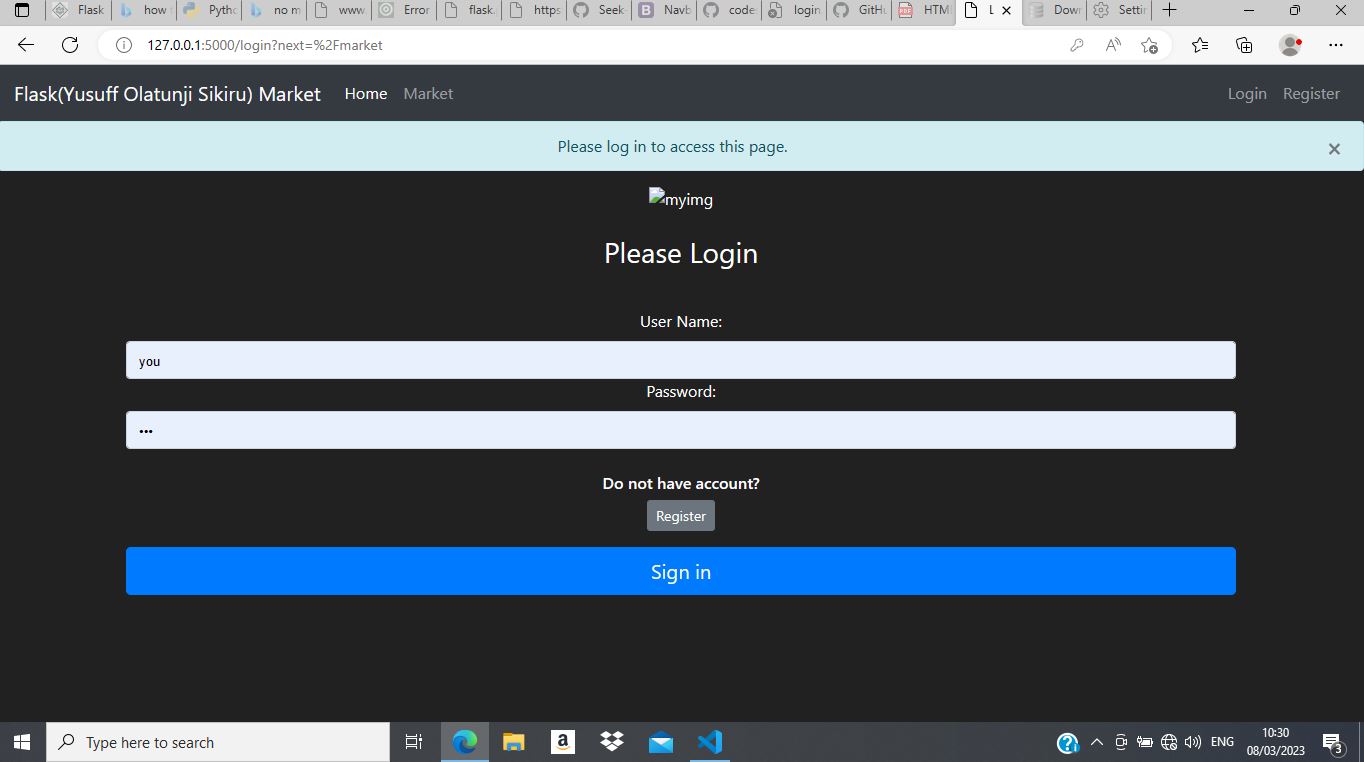 Flask
how
Pytho
no m
www
Error
flask.
https
Seek-
Navb
code
login.
GitHu
HTM
L
Dowr
Settin
127.0.0.1:5000/login?next=%2Fmarket
Flask(Yusuff Olatunji Sikiru) Market Home Market Login Register
Please log in to access this page. ×
myimg
Please Login
User Name:
you
Password:
Do not have account?
Register
Sign in
Type here to search
ENG
10:30
08/03/2023
3